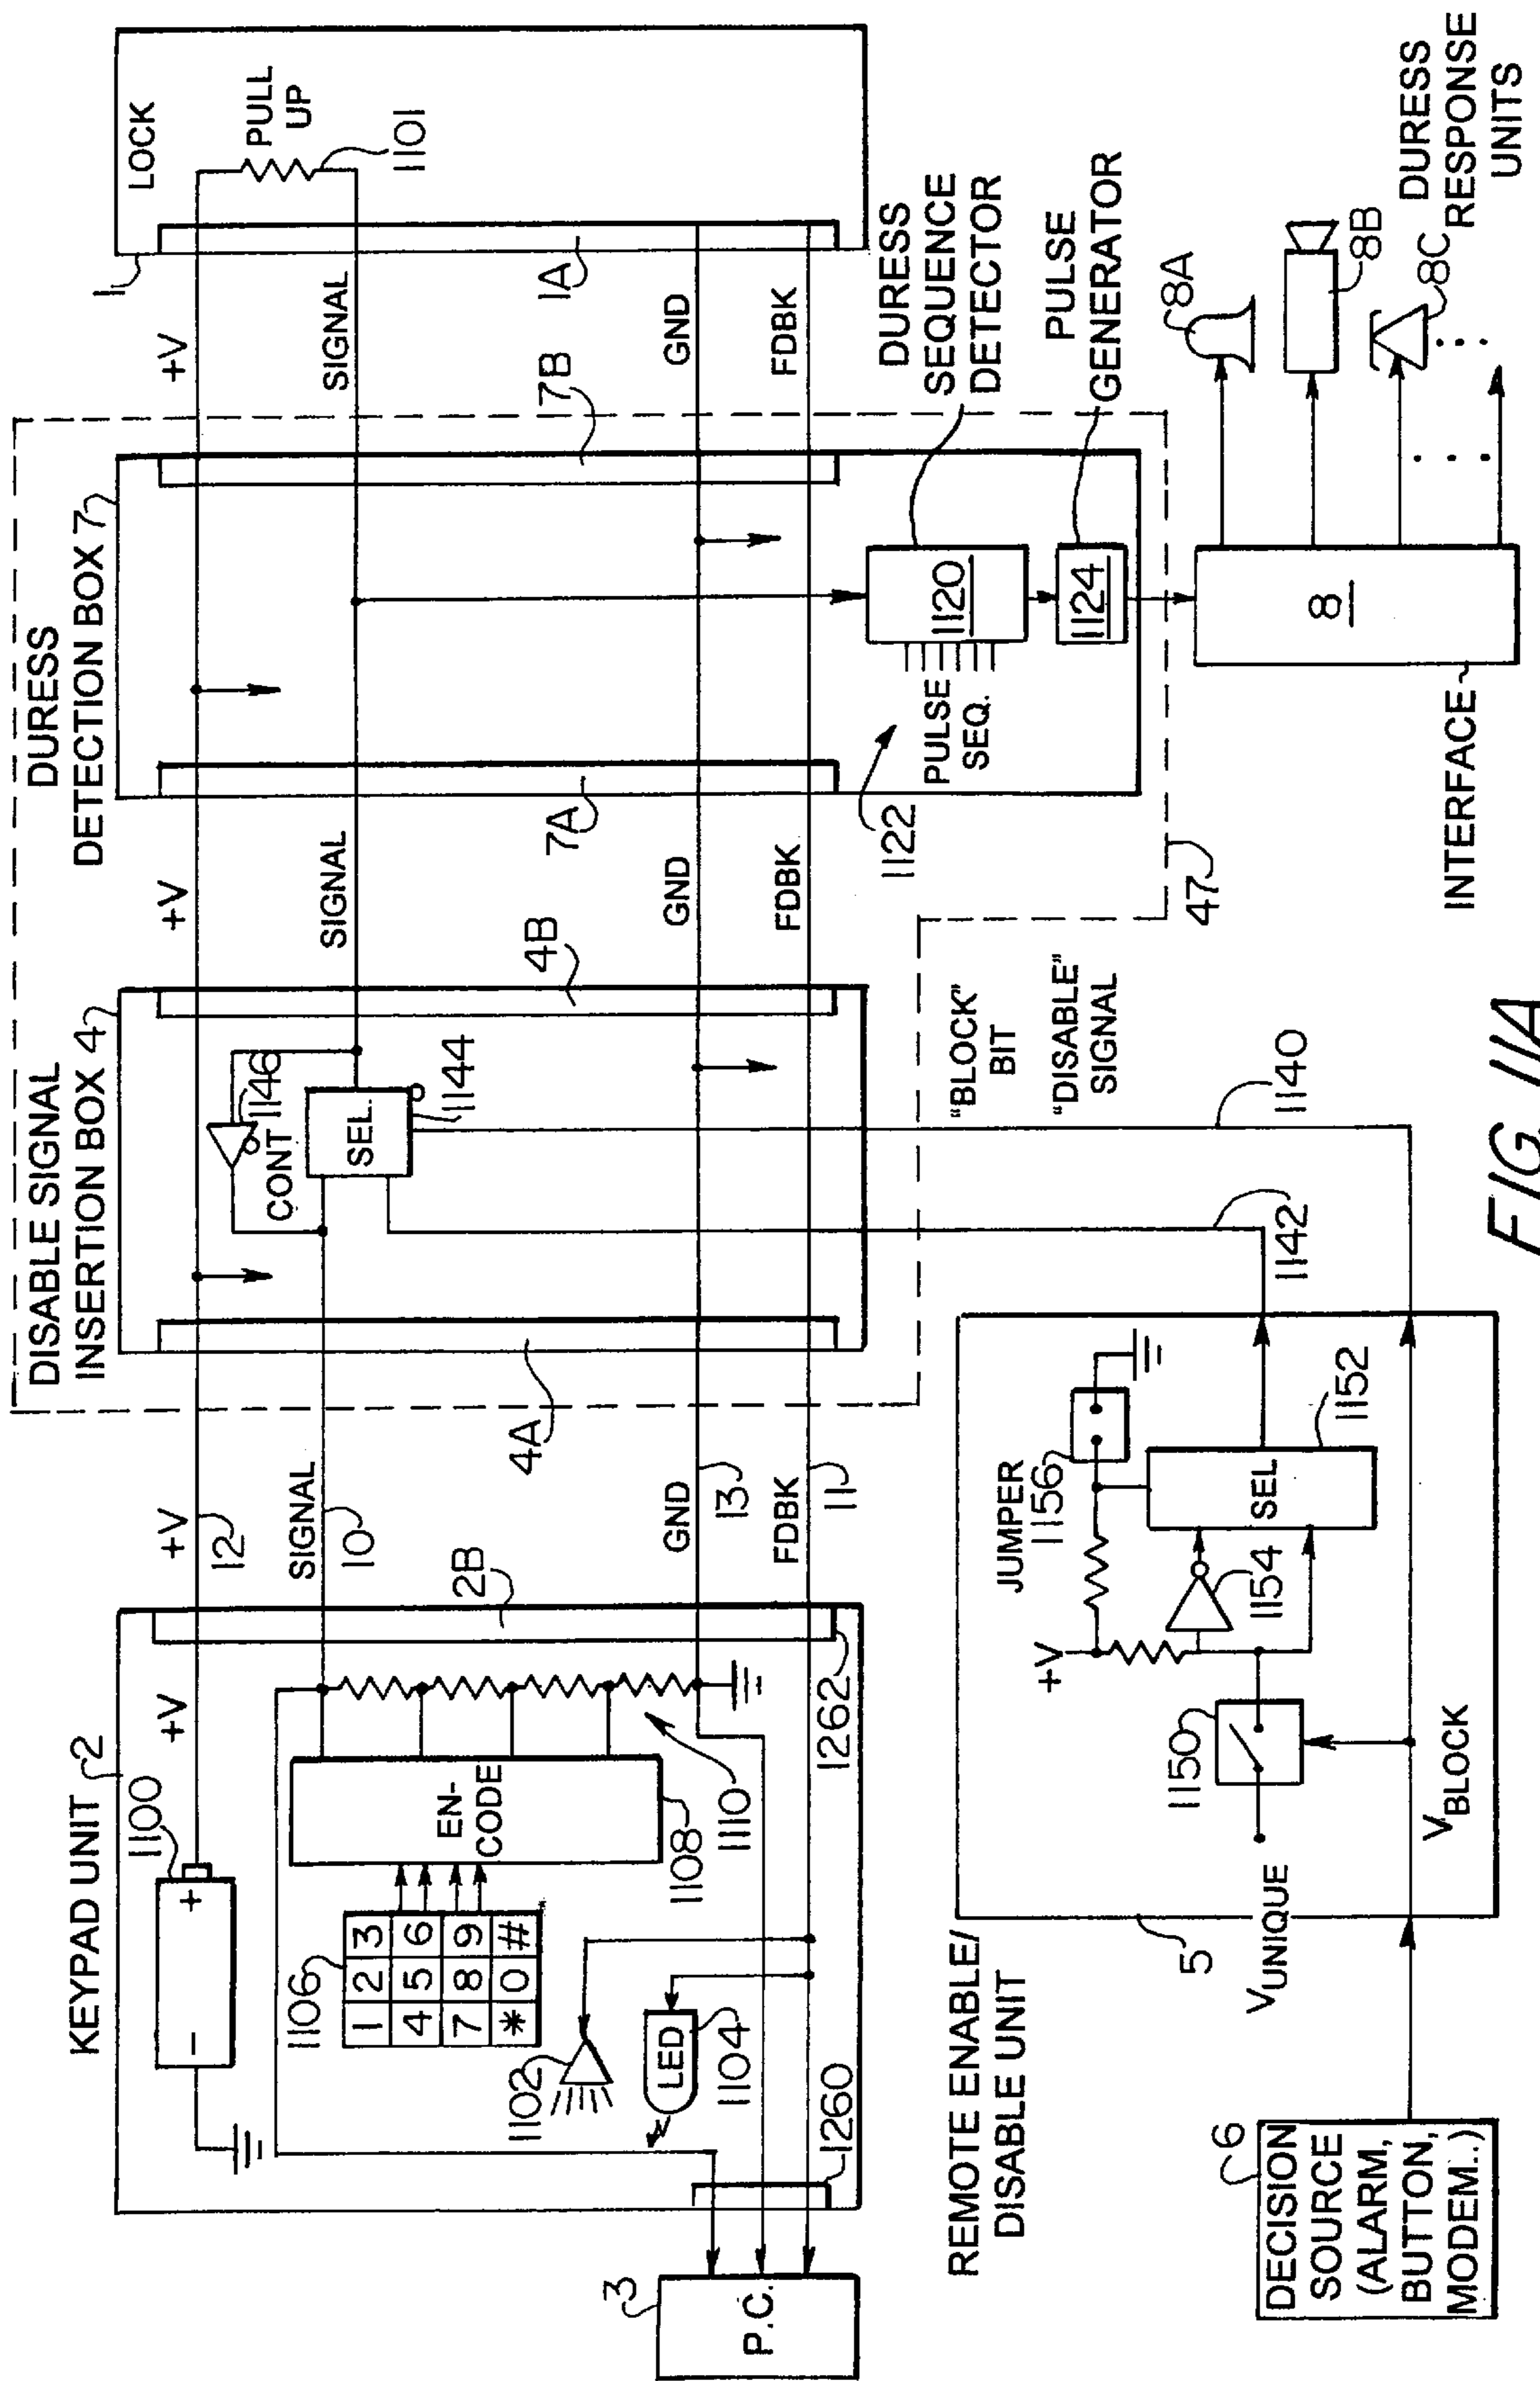 KEYPAD UNIT 2
1100
+V
-
+
1106
1 2 3
4 5 6
7 8 9
* 0 #
EN-
CODE
1108
1110
1102
LED
1104
1260
1262
2B
3
P.C.
+V
12
SIGNAL
10
GND
13
FDBK
11
DISABLE SIGNAL
INSERTION BOX 4
4A
4B
1146
CONT
SEL.
1144
+V
SIGNAL
GND
FDBK
DURESS
DETECTION BOX 7
7A
7B
1122
PULSE
SEQ.
1120
1124
DURESS
SEQUENCE
DETECTOR
PULSE
GENERATOR
47
+V
SIGNAL
GND
FDBK
1
LOCK
PULL
UP
1101
1A
"BLOCK"
BIT
"DISABLE"
SIGNAL
1140
1142
REMOTE ENABLE/
DISABLE UNIT
5
VUNIQUE
VBLOCK
1150
+V
JUMPER
1156
1154
SEL
1152
6
DECISION
SOURCE
(ALARM,
BUTTON,
MODEM..)
INTERFACE
8
8A
8B
8C
DURESS
RESPONSE
UNITS
FIG. 11A